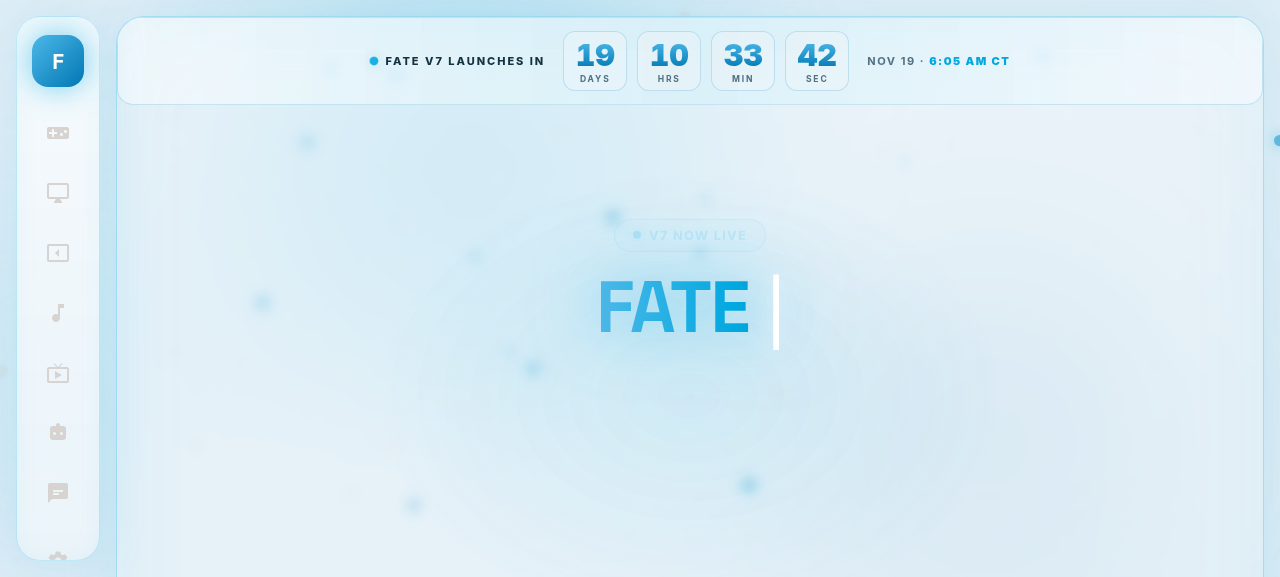 F
FATE V7 LAUNCHES IN
19 DAYS
10 HRS
33 MIN
42 SEC
NOV 19 · 6:05 AM CT
V7 NOW LIVE
FATE